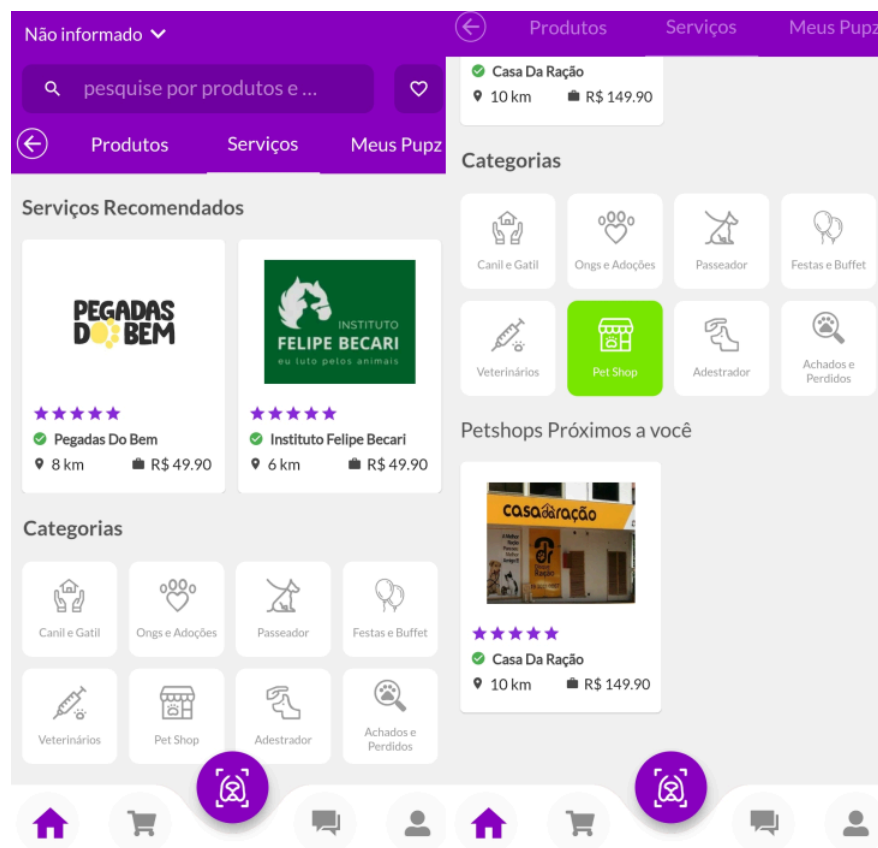 Não informado
pesquise por produtos e ...
Produtos Serviços Meus Pupz
Serviços Recomendados
PEGADAS
DO BEM
INSTITUTO
FELIPE BECARI
eu luto pelos animais
Pegadas Do Bem
8 km R$ 49.90
Instituto Felipe Becari
6 km R$ 49.90
Categorias
Canil e Gatil
Ongs e Adoções
Passeador
Festas e Buffet
Veterinários
Pet Shop
Adestrador
Achados e
Perdidos
Produtos Serviços Meus Pupz
Casa Da Ração
10 km R$ 149.90
Categorias
Canil e Gatil
Ongs e Adoções
Passeador
Festas e Buffet
Veterinários
Pet Shop
Adestrador
Achados e
Perdidos
Petshops Próximos a você
casa da ração
dr
Casa Da Ração
10 km R$ 149.90